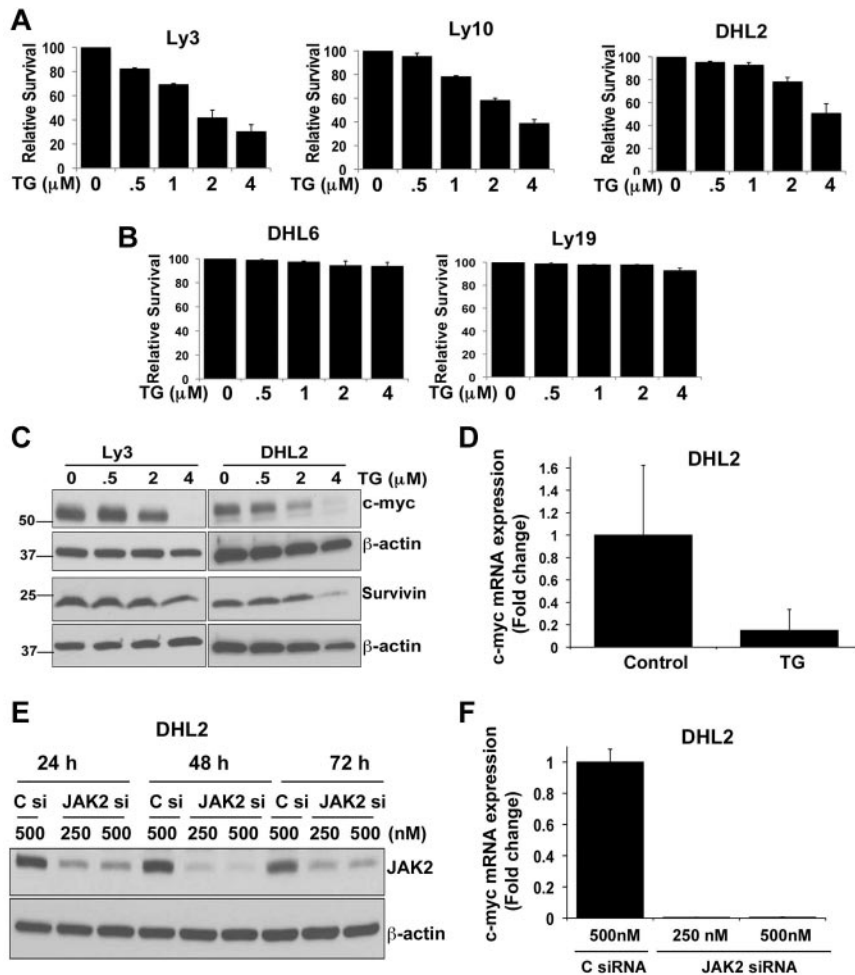 A
Ly3
Ly10
DHL2
Relative Survival
100
80
60
40
20
0
Relative Survival
100
80
60
40
20
0
Relative Survival
100
80
60
40
20
0
TG (μM) 0 .5 1 2 4
TG (μM) 0 .5 1 2 4
TG (μM) 0 .5 1 2 4
B
DHL6
Ly19
Relative Survival
100
80
60
40
20
0
Relative Survival
100
80
60
40
20
0
TG (μM) 0 .5 1 2 4
TG (μM) 0 .5 1 2 4
C
Ly3 DHL2
0 .5 2 4 0 .5 2 4 TG (μM)
c-myc
50
37 β-actin
25 Survivin
37 β-actin
D
DHL2
c-myc mRNA expression
(Fold change)
1.6
1.4
1.2
1
0.8
0.6
0.4
0.2
0
Control TG
E
DHL2
24 h 48 h 72 h
C si JAK2 si C si JAK2 si C si JAK2 si
500 250 500 500 250 500 500 250 500 (nM)
JAK2
β-actin
F
DHL2
c-myc mRNA expression
(Fold change)
1
0.8
0.6
0.4
0.2
0
500nM 250 nM 500nM
C siRNA JAK2 siRNA